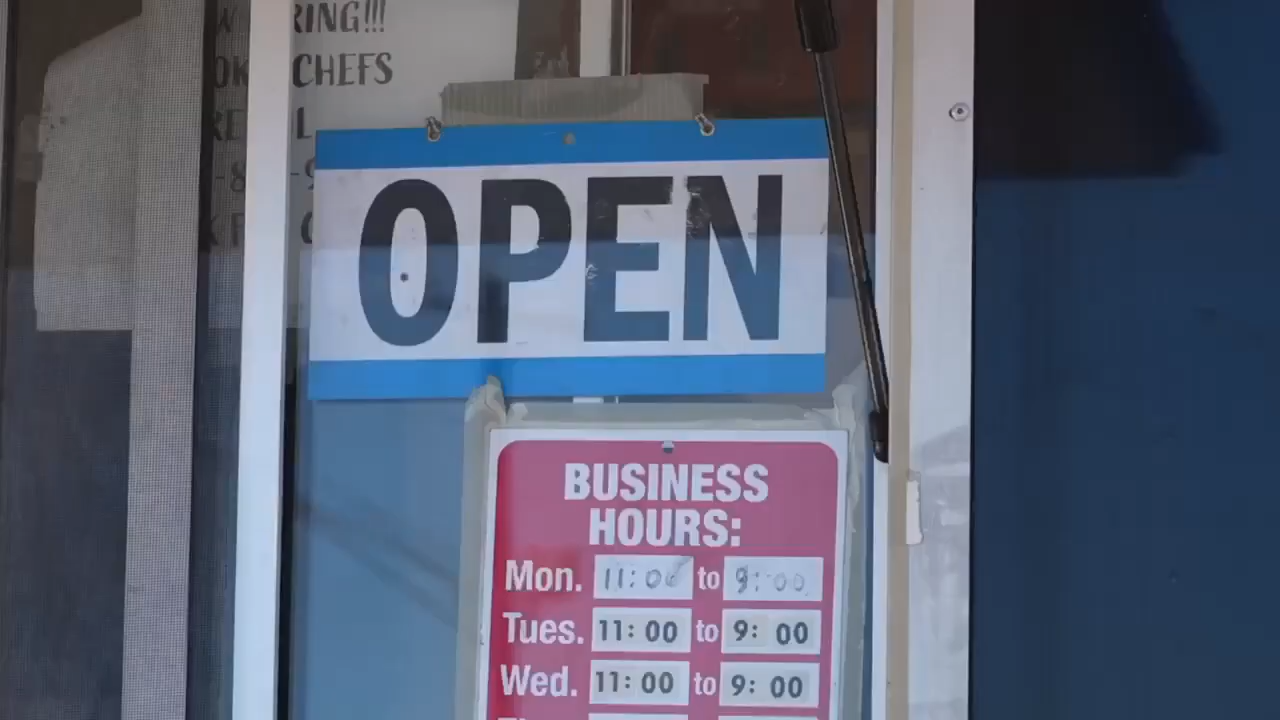 RING!!!
CHEFS
OPEN
BUSINESS
HOURS:
Mon. 11:00 to 9:00
Tues. 11:00 to 9:00
Wed. 11:00 to 9:00